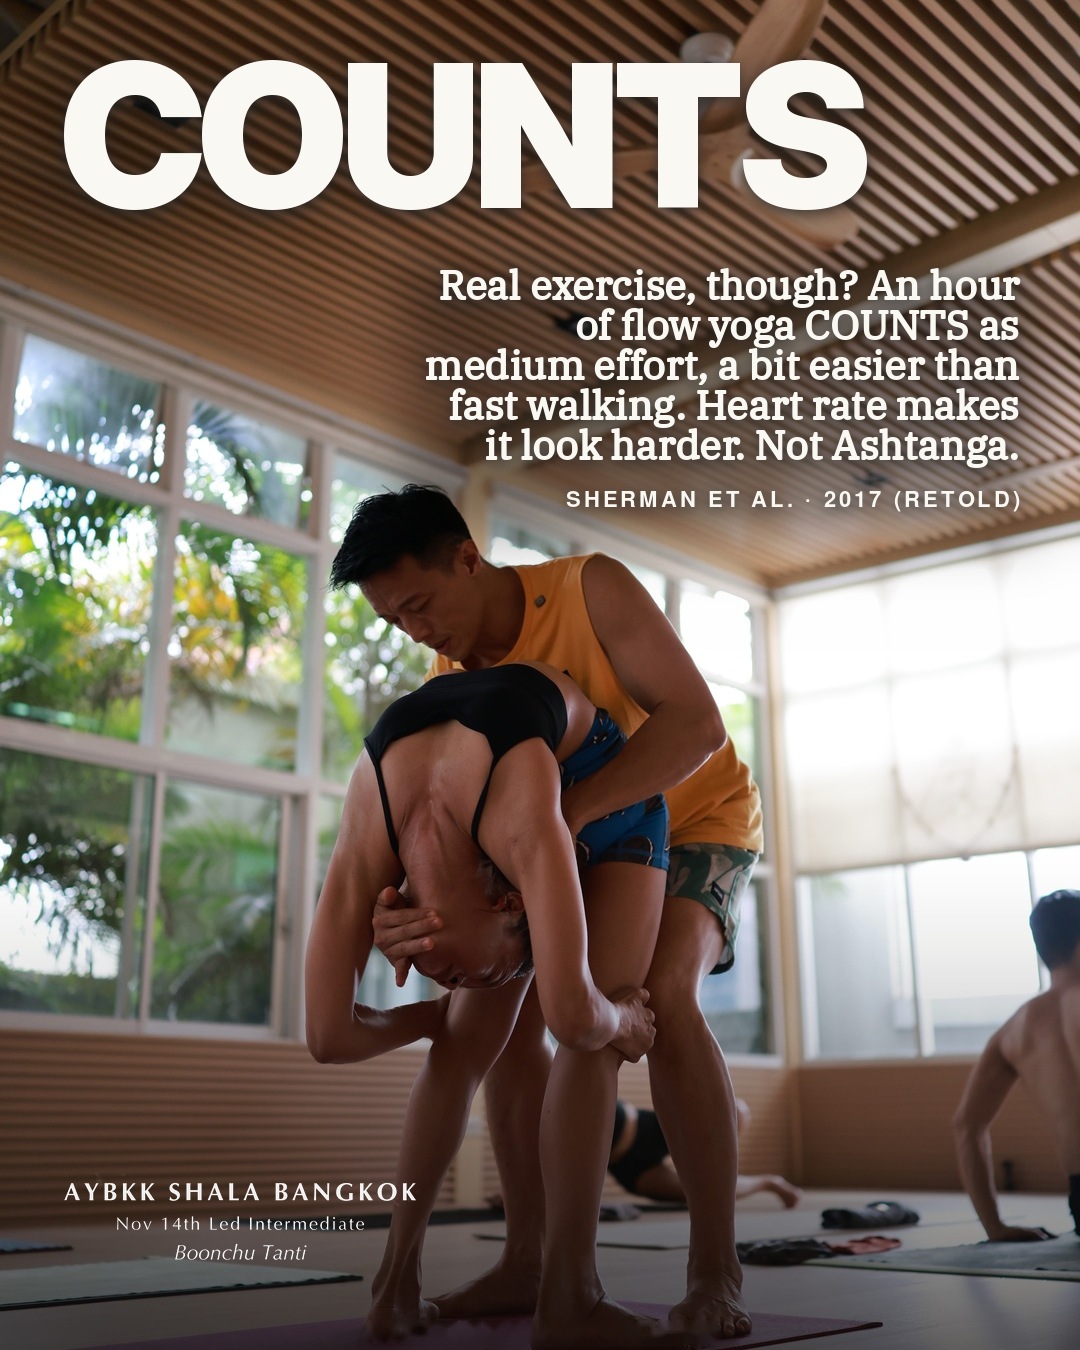 COUNTS
Real exercise, though? An hour
of flow yoga COUNTS as
medium effort, a bit easier than
fast walking. Heart rate makes
it look harder. Not Ashtanga.
SHERMAN ET AL. · 2017 (RETOLD)
AYBKK SHALA BANGKOK
Nov 14th Led Intermediate
Boonchu Tanti